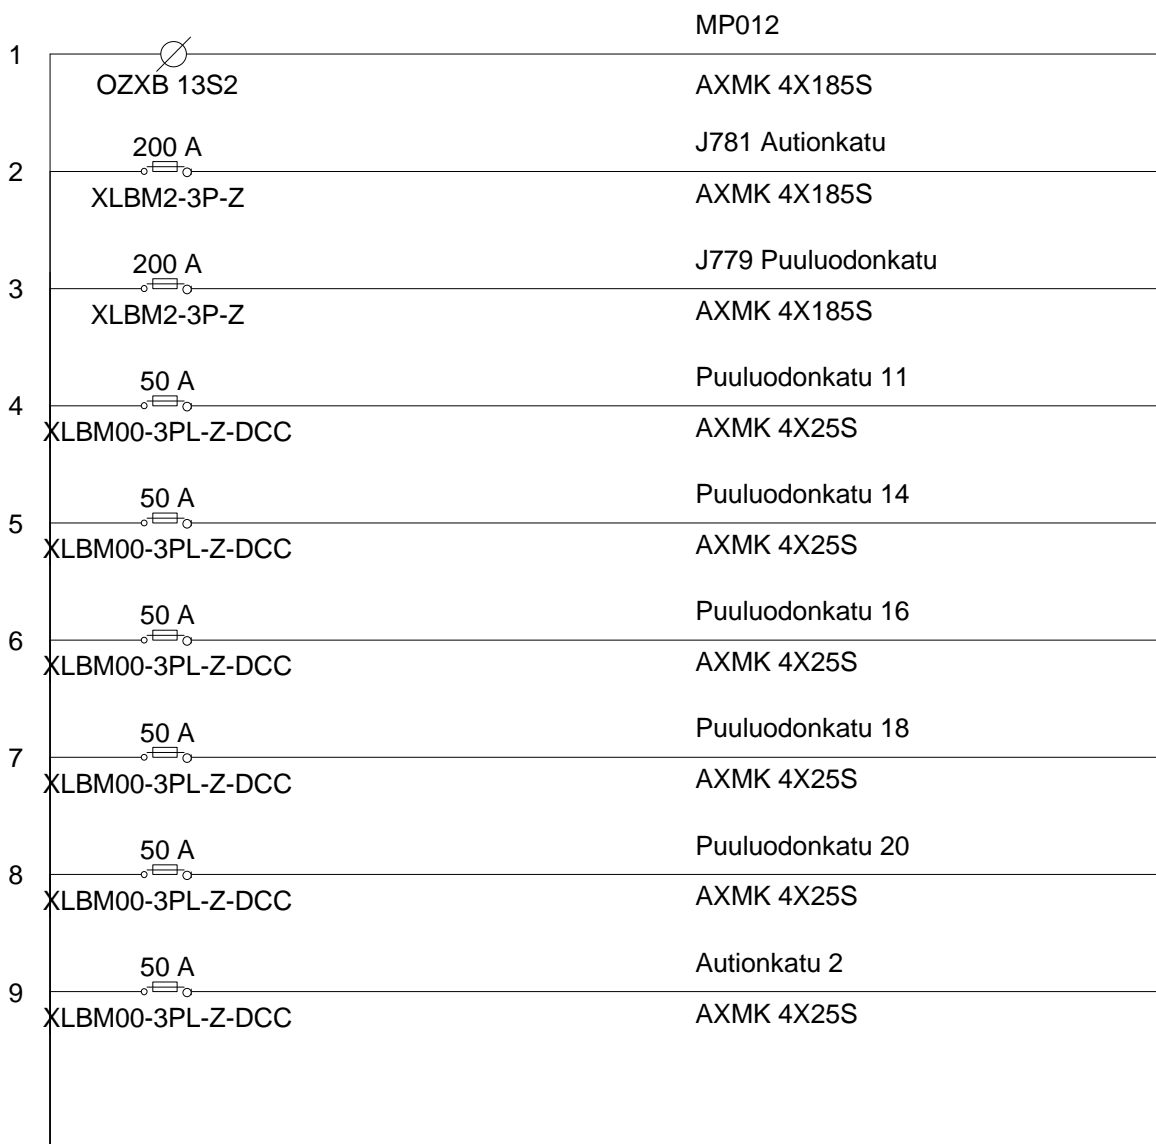 MP012
1
OZXB 13S2
AXMK 4X185S
200 A
J781 Autionkatu
2
XLBM2-3P-Z
AXMK 4X185S
200 A
J779 Puuluodonkatu
3
XLBM2-3P-Z
AXMK 4X185S
50 A
Puuluodonkatu 11
4
XLBM00-3PL-Z-DCC
AXMK 4X25S
50 A
Puuluodonkatu 14
5
XLBM00-3PL-Z-DCC
AXMK 4X25S
50 A
Puuluodonkatu 16
6
XLBM00-3PL-Z-DCC
AXMK 4X25S
50 A
Puuluodonkatu 18
7
XLBM00-3PL-Z-DCC
AXMK 4X25S
50 A
Puuluodonkatu 20
8
XLBM00-3PL-Z-DCC
AXMK 4X25S
50 A
Autionkatu 2
9
XLBM00-3PL-Z-DCC
AXMK 4X25S